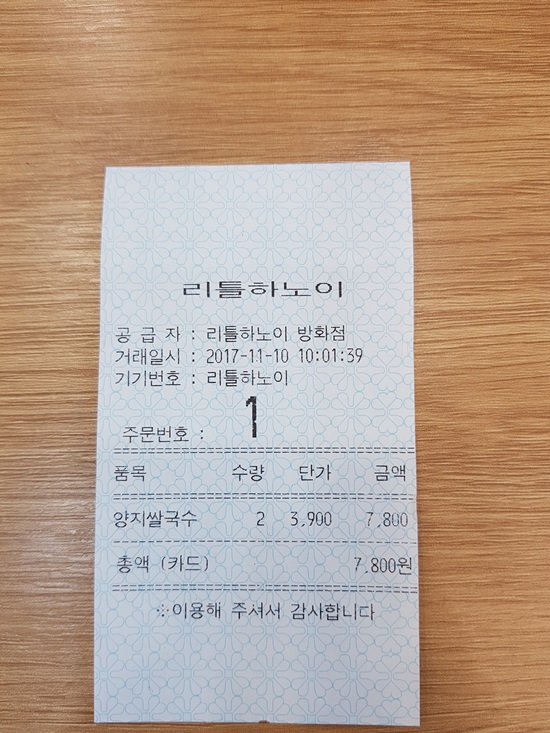 리틀하노이
공 급 자 : 리틀하노이 방화점
거래일시 : 2017-11-10 10:01:39
기기번호 : 리틀하노이
주문번호 : 1
품목 수량 단가 금액
양지쌀국수 2 3,900 7,800
총액 (카드) 7,800원
※이용해 주셔서 감사합니다